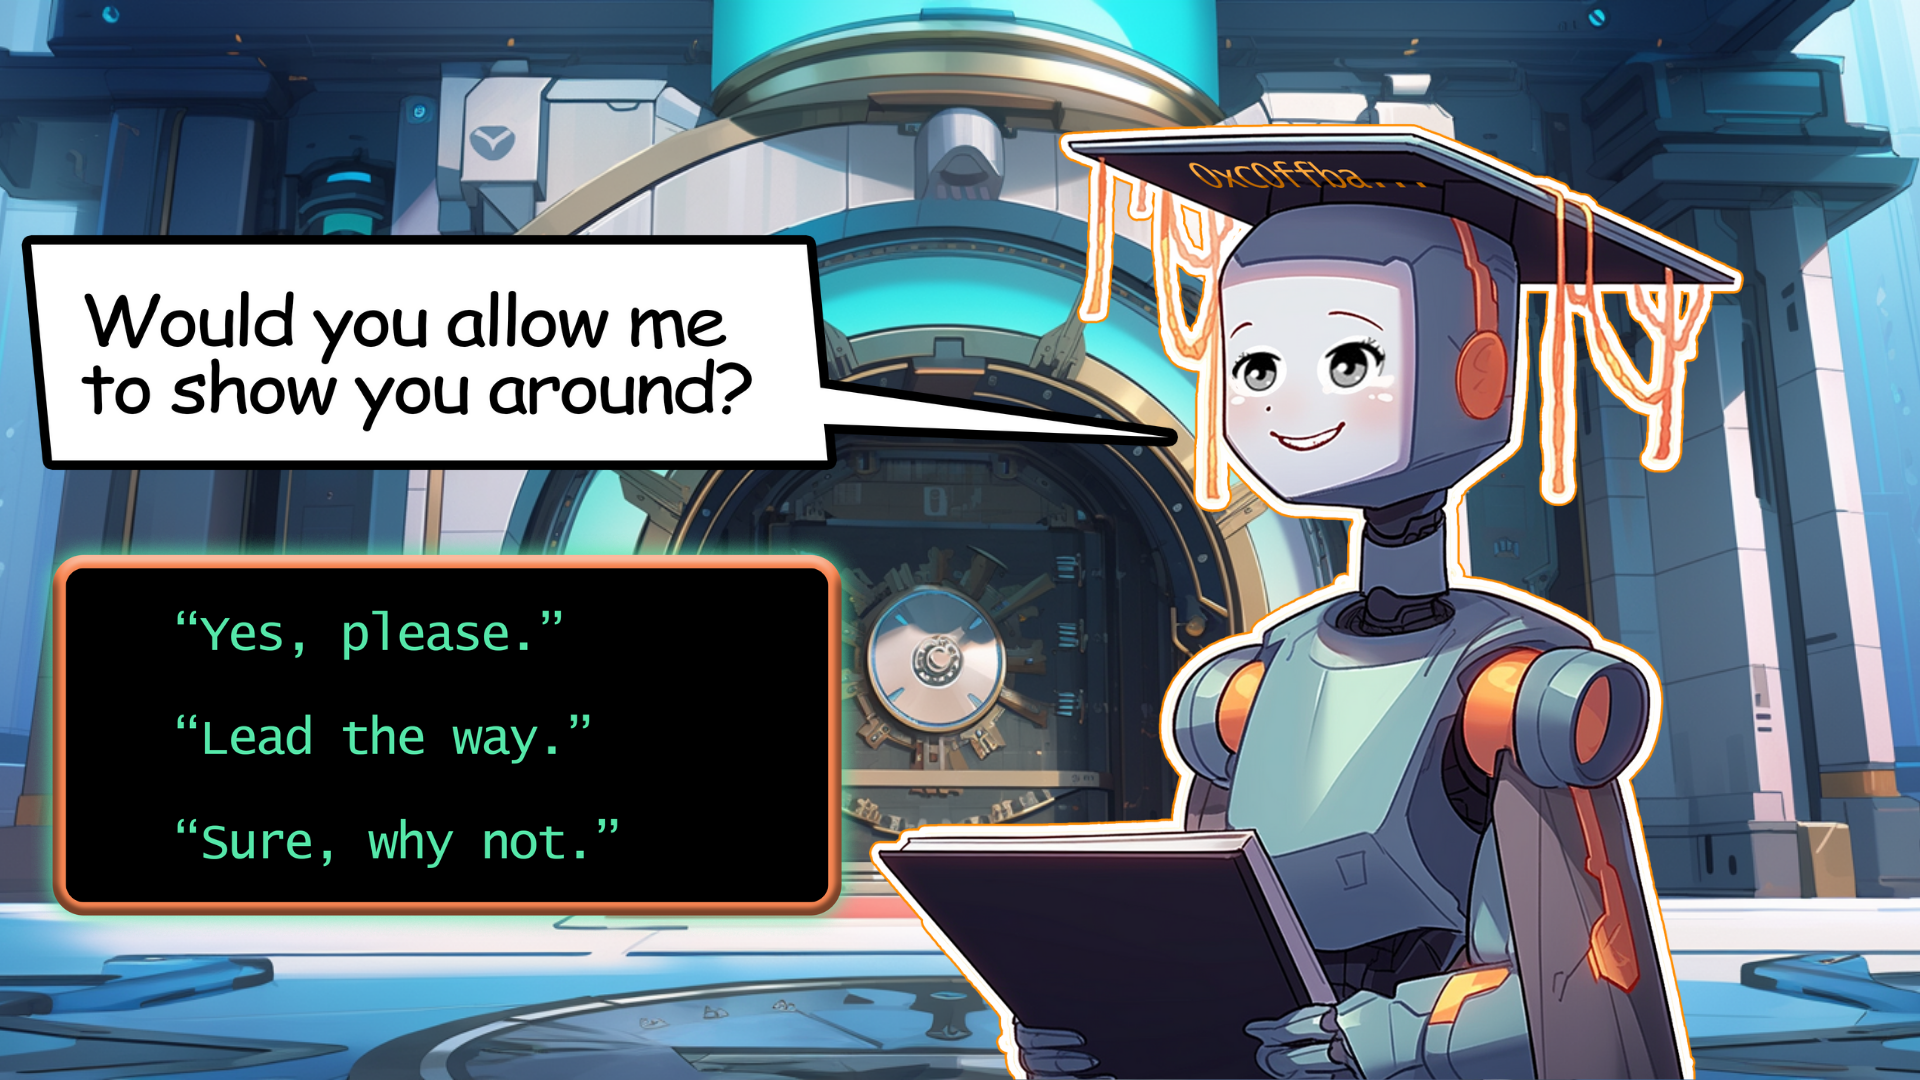 0xc0ffba...
Would you allow me
to show you around?
“Yes, please.”
“Lead the way.”
“Sure, why not.”